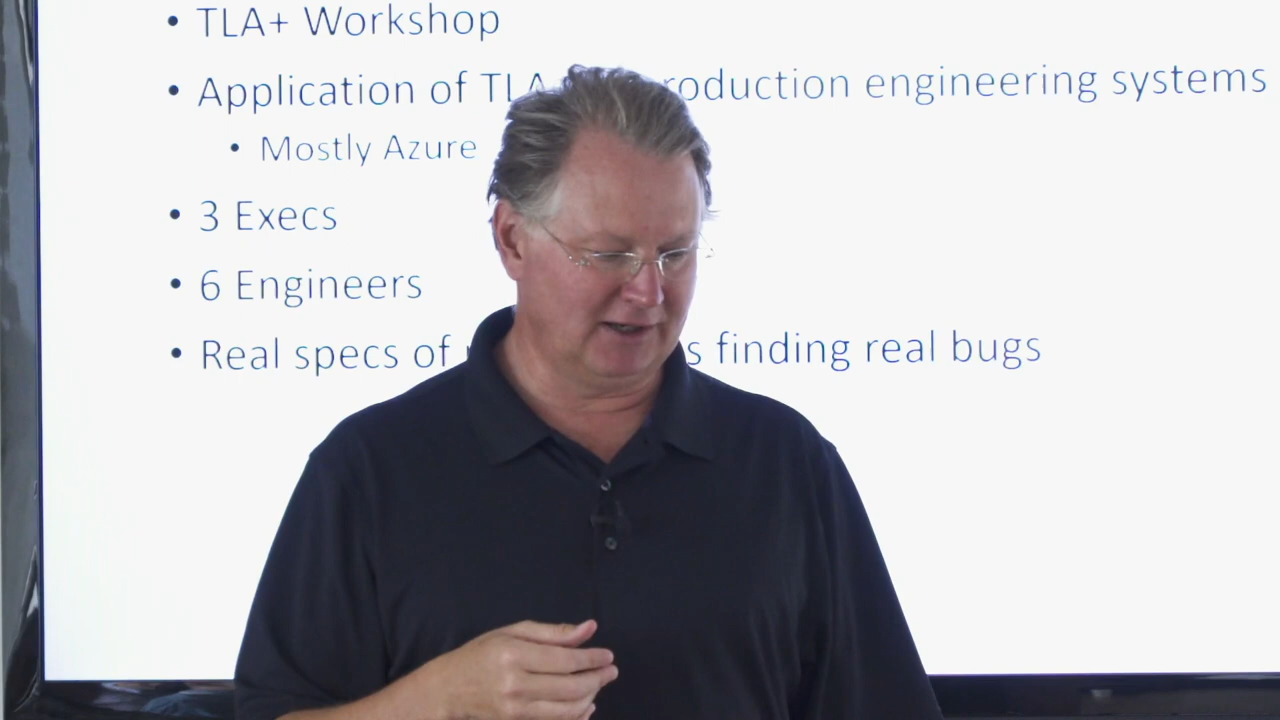 • TLA+ Workshop
• Application of TLA production engineering systems
• Mostly Azure
• 3 Execs
• 6 Engineers
• Real specs of finding real bugs